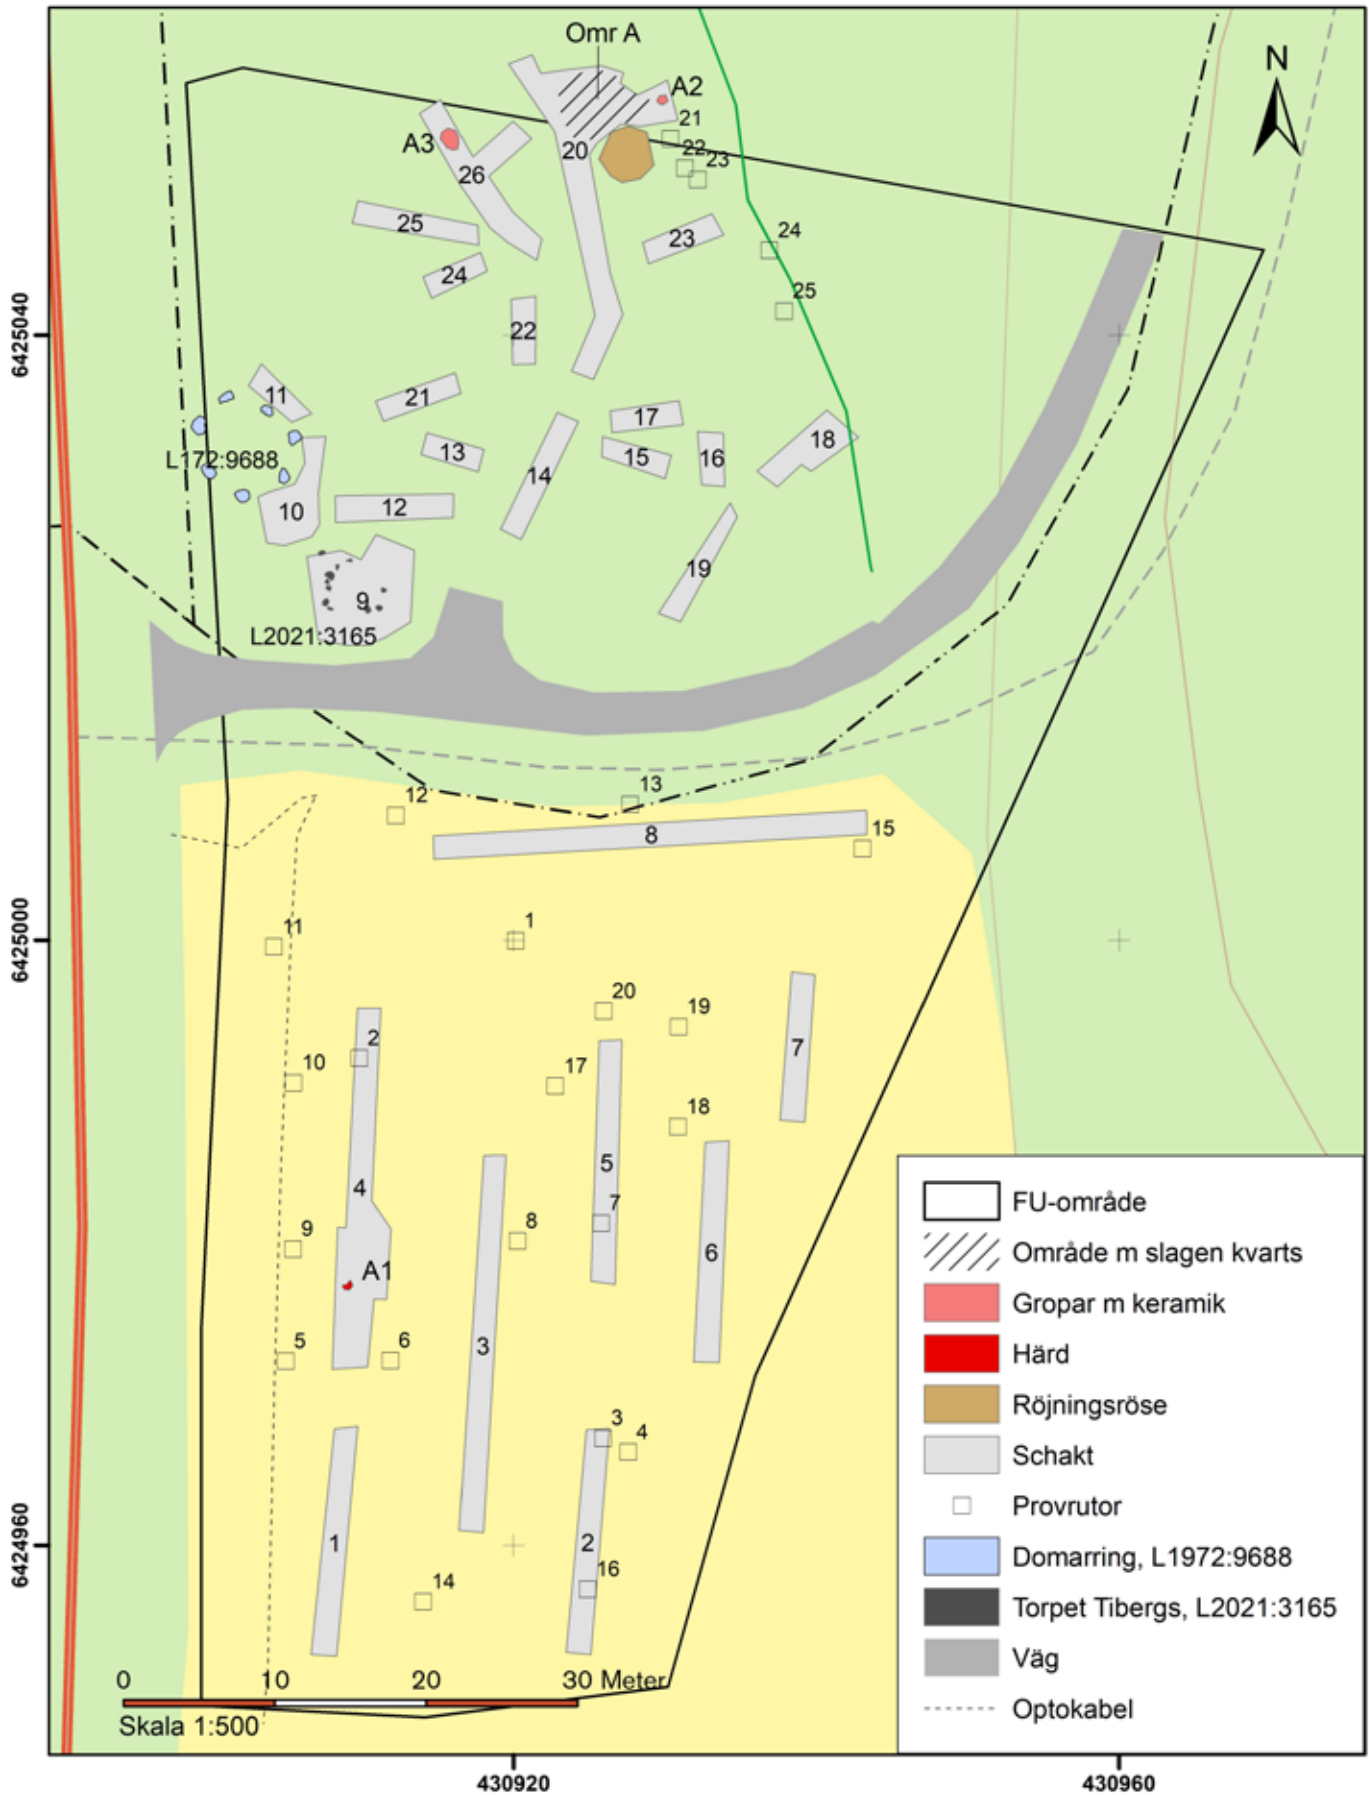 Omr A
N
A2
21
A3
20
22
23
26
25
23
24
24
25
6425040
22
11
21
17
18
13
15
16
L172:9688
14
10
12
19
9
L2021:3165
12
13
8
15
11
1
6425000
20
19
2
7
10
17
18
4
5
7
9
8
6
A1
3
5
6
3
4
1
2
6424960
16
14
FU-område
Område m slagen kvarts
Gropar m keramik
Härd
Röjningsröse
Schakt
Provrutor
Domarring, L1972:9688
Torpet Tibergs, L2021:3165
Väg
Optokabel
0 10 20 30 Meter
Skala 1:500
430920
430960